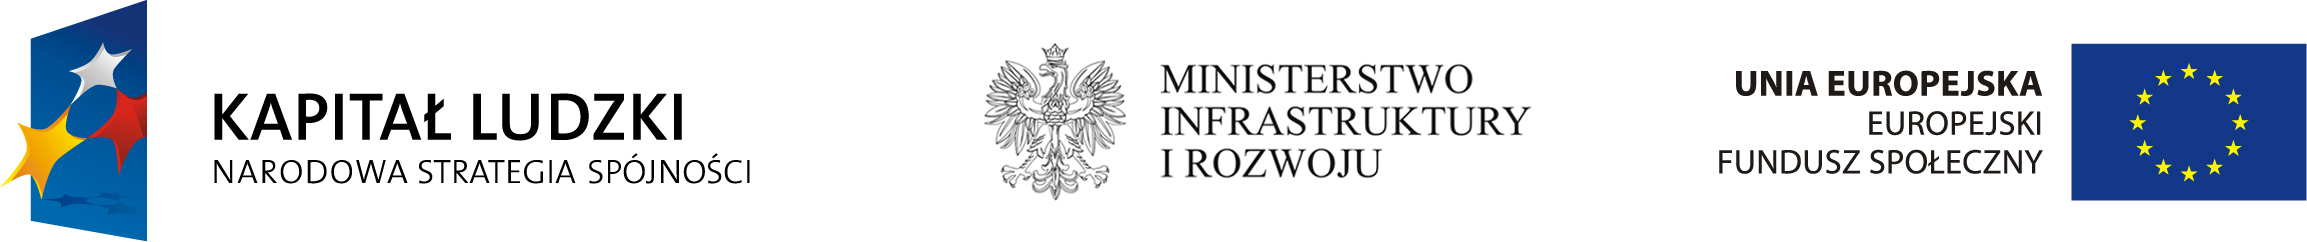 KAPITAŁ LUDZKI
NARODOWA STRATEGIA SPÓJNOŚCI
MINISTERSTWO
INFRASTRUKTURY
I ROZWOJU
UNIA EUROPEJSKA
EUROPEJSKI
FUNDUSZ SPOŁECZNY